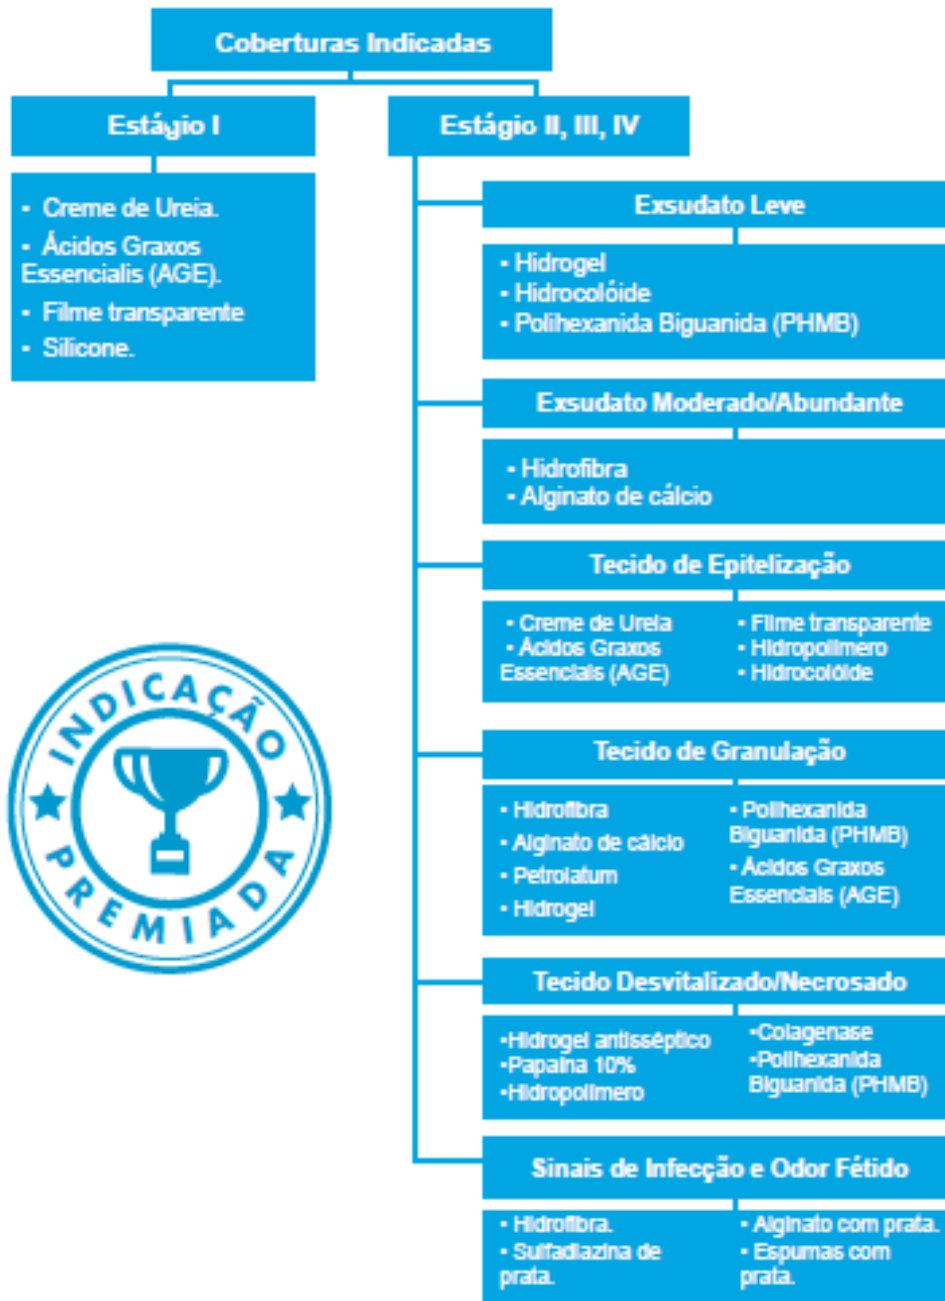 Coberturas Indicadas
Estágio I
Estágio II, III, IV
- Creme de Ureia.
- Ácidos Graxos
Essencialis (AGE).
- Filme transparente
- Silicone.
Exsudato Leve
- Hidrogel
- Hidrocolóide
- Polihexanida Biguanida (PHMB)
Exsudato Moderado/Abundante
- Hidrofibra
- Alginato de cálcio
Tecido de Epitelização
- Creme de Ureia
- Ácidos Graxos
Essenciais (AGE)
- Filme transparente
- Hidropolímero
- Hidrocolóide
Tecido de Granulação
- Hidrofibra
- Alginato de cálcio
- Petrolatum
- Hidrogel
- Polihexanida
Biguanida (PHMB)
- Ácidos Graxos
Essenciais (AGE)
Tecido Desvitalizado/Necrosado
-Hidrogel antisséptico
-Papaína 10%
-Hidropolímero
-Colagenase
-Polihexanida
Biguanida (PHMB)
Sinais de Infecção e Odor Fétido
- Hidrofibra.
- Sulfadiazina de
prata.
- Alginato com prata.
- Espumas com
prata.
INDICAÇÃO
PREMIADA